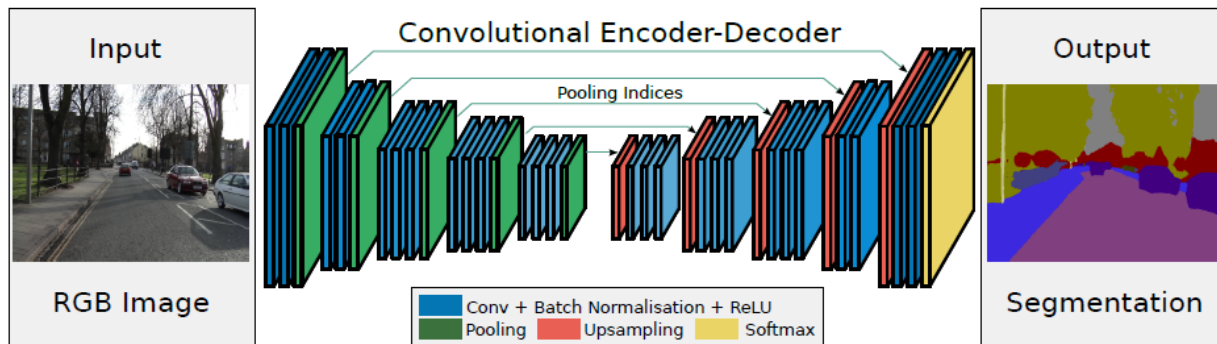 Input
RGB Image
Convolutional Encoder-Decoder
Pooling Indices
Conv + Batch Normalisation + ReLU
Pooling Upsampling Softmax
Output
Segmentation